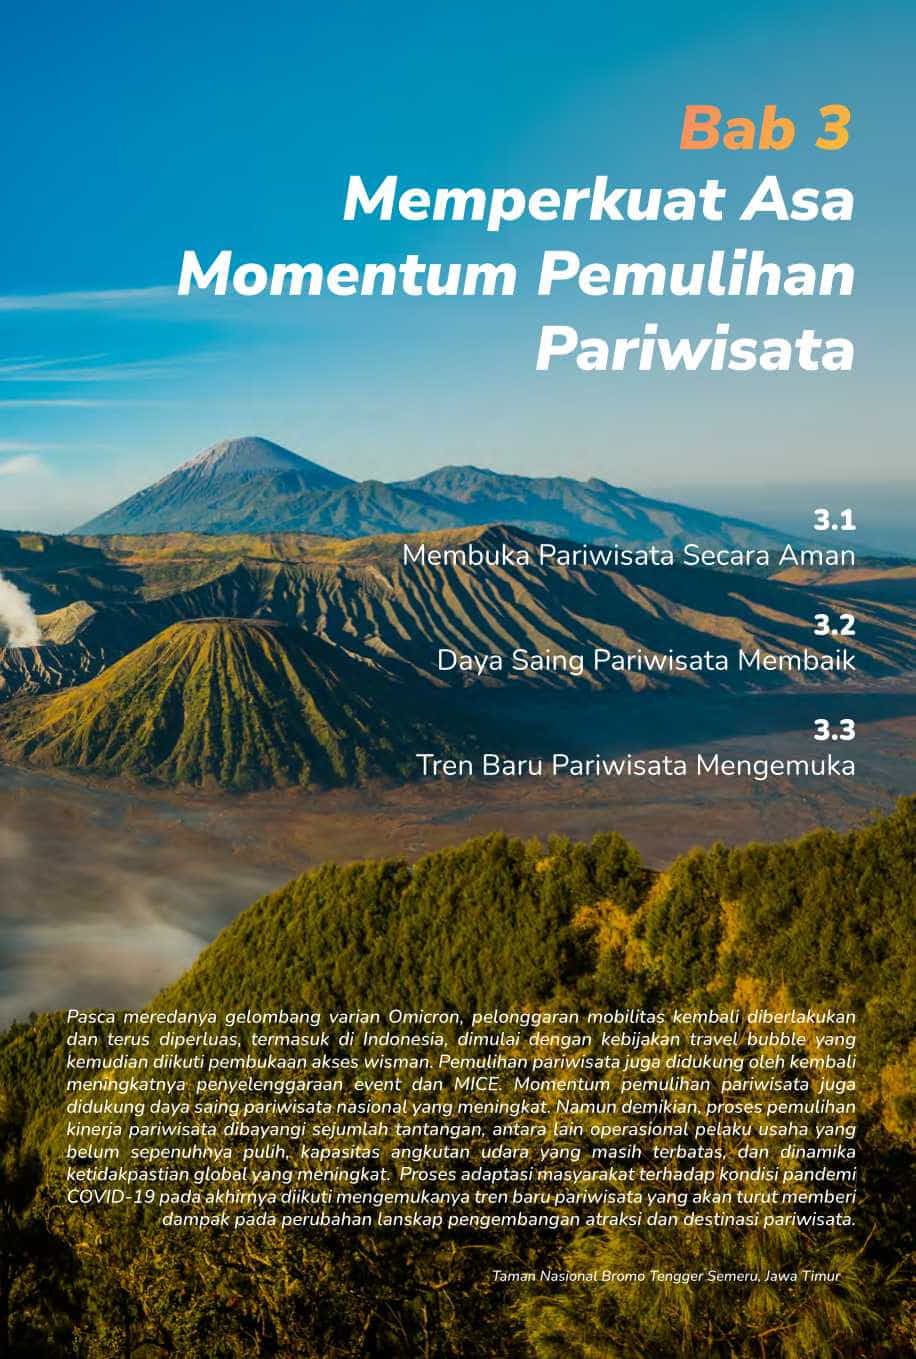 Bab 3
Memperkuat Asa
Momentum Pemulihan
Pariwisata
3.1
Membuka Pariwisata Secara Aman
3.2
Daya Saing Pariwisata Membaik
3.3
Tren Baru Pariwisata Mengemuka
Pasca meredanya gelombang varian Omicron, pelonggaran mobilitas kembali diberlakukan
dan terus diperluas, termasuk di Indonesia, dimulai dengan kebijakan travel bubble yang
kemudian diikuti pembukaan akses wisman. Pemulihan pariwisata juga didukung oleh kembali
meningkatnya penyelenggaraan event dan MICE. Momentum pemulihan pariwisata juga
didukung daya saing pariwisata nasional yang meningkat. Namun demikian, proses pemulihan
kinerja pariwisata dibayangi sejumlah tantangan, antara lain operasional pelaku usaha yang
belum sepenuhnya pulih, kapasitas angkutan udara yang masih terbatas, dan dinamika
ketidakpastian global yang meningkat. Proses adaptasi masyarakat terhadap kondisi pandemi
COVID-19 pada akhirnya diikuti mengemukanya tren baru pariwisata yang akan turut memberi
dampak pada perubahan lanskap pengembangan atraksi dan destinasi pariwisata.
Taman Nasional Bromo Tengger Semeru, Jawa Timur